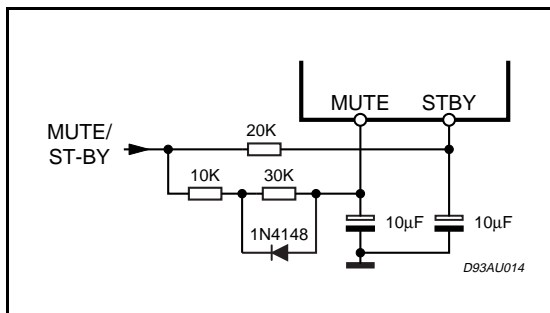 MUTE STBY
MUTE/
ST-BY
20K
10K 30K
1N4148
10μF 10μF
D93AU014